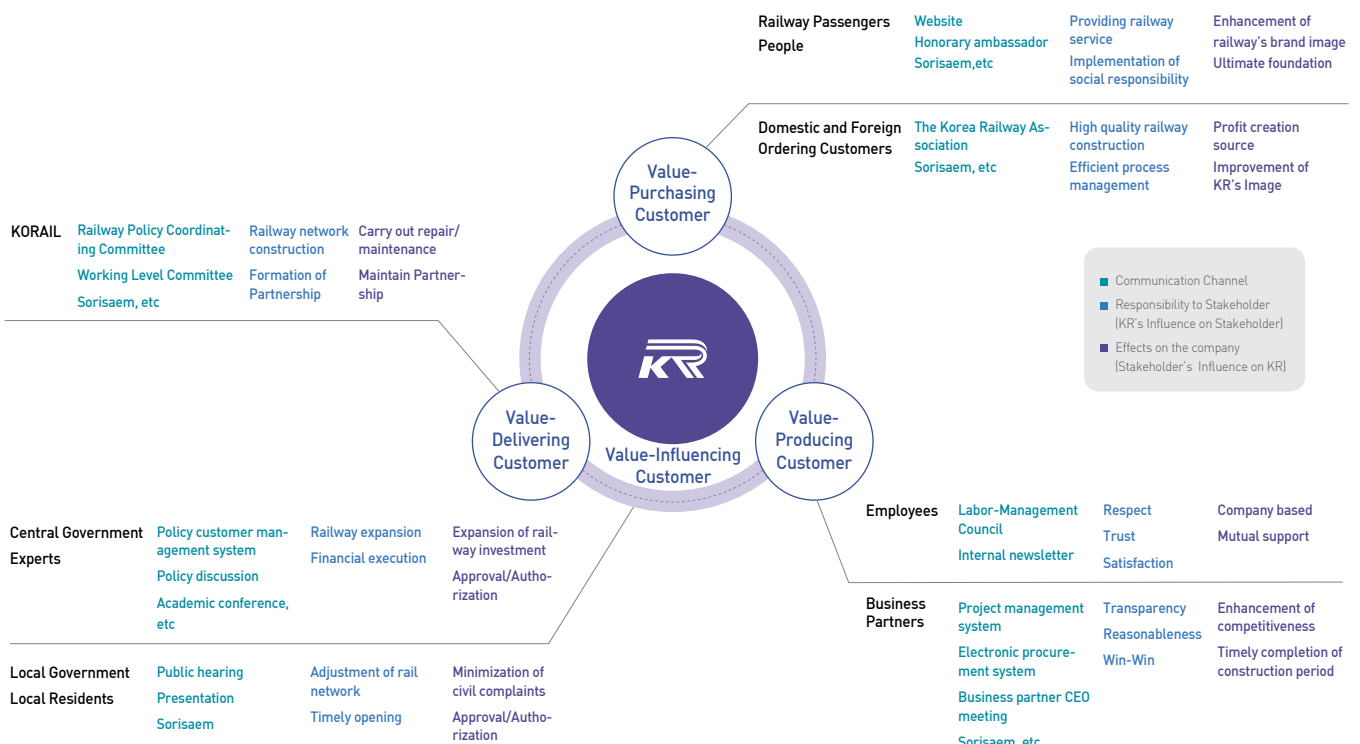 Railway Passengers
People
Website
Honorary ambassador
Sorisaem,etc
Providing railway
service
Implementation of
social responsibility
Enhancement of
railway's brand image
Ultimate foundation
Domestic and Foreign
Ordering Customers
The Korea Railway As-
sociation
Sorisaem, etc
High quality railway
construction
Efficient process
management
Profit creation
source
Improvement of
KR's Image
Value-
Purchasing
Customer
KORAIL
Railway Policy Coordinat-
ing Committee
Working Level Committee
Sorisaem, etc
Railway network
construction
Formation of
Partnership
Carry out repair/
maintenance
Maintain Partner-
ship
Communication Channel
Responsibility to Stakeholder
(KR's Influence on Stakeholder)
Effects on the company
(Stakeholder's Influence on KR)
KR
Value-
Delivering
Customer
Value-Influencing
Customer
Value-
Producing
Customer
Central Government
Experts
Policy customer man-
agement system
Policy discussion
Academic conference,
etc
Railway expansion
Financial execution
Expansion of rail-
way investment
Approval/Autho-
rization
Local Government
Local Residents
Public hearing
Presentation
Sorisaem
Adjustment of rail
network
Timely opening
Minimization of
civil complaints
Approval/Autho-
rization
Employees
Labor-Management
Council
Internal newsletter
Respect
Trust
Satisfaction
Company based
Mutual support
Business
Partners
Project management
system
Electronic procure-
ment system
Business partner CEO
meeting
Sorisaem, etc
Transparency
Reasonableness
Win-Win
Enhancement of
competitiveness
Timely completion of
construction period